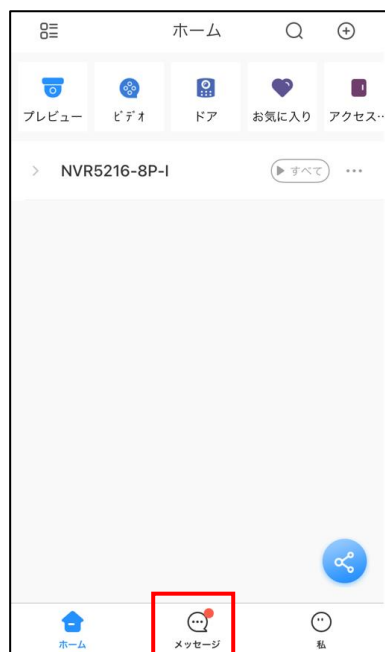 ホーム
プレビュー ビデオ ドア お気に入り アクセス…
NVR5216-8P-I すべて
ホーム メッセージ 私